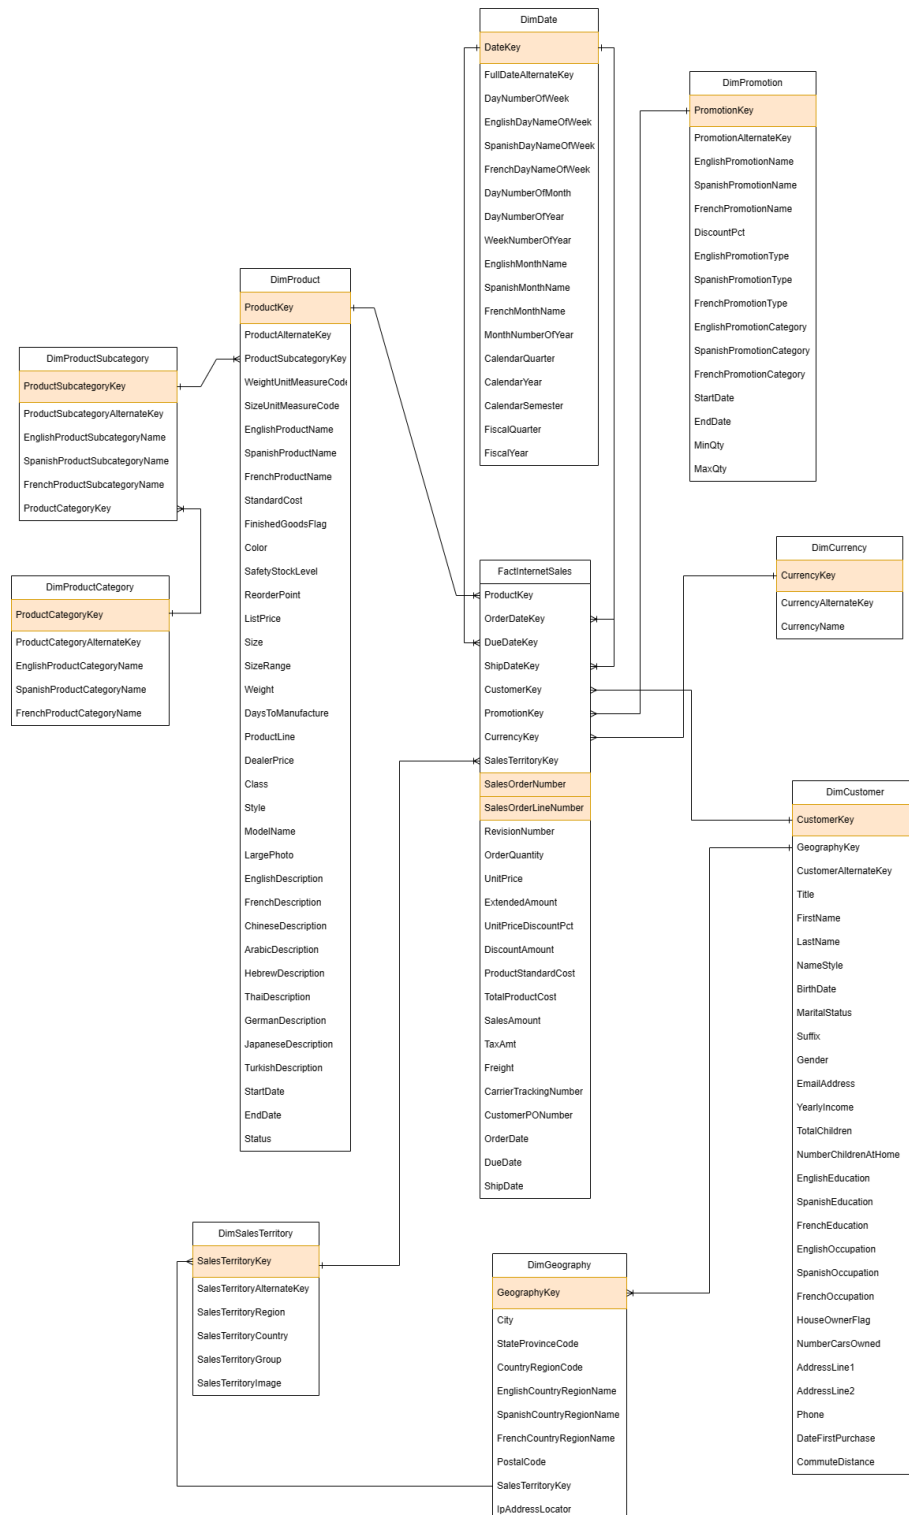 DimDate
DateKey
FullDateAlternateKey
DayNumberOfWeek
EnglishDayNameOfWeek
SpanishDayNameOfWeek
FrenchDayNameOfWeek
DayNumberOfMonth
DayNumberOfYear
WeekNumberOfYear
EnglishMonthName
SpanishMonthName
FrenchMonthName
MonthNumberOfYear
CalendarQuarter
CalendarYear
CalendarSemester
FiscalQuarter
FiscalYear
DimPromotion
PromotionKey
PromotionAlternateKey
EnglishPromotionName
SpanishPromotionName
FrenchPromotionName
DiscountPct
EnglishPromotionType
SpanishPromotionType
FrenchPromotionType
EnglishPromotionCategory
SpanishPromotionCategory
FrenchPromotionCategory
StartDate
EndDate
MinQty
MaxQty
DimProduct
ProductKey
ProductAlternateKey
ProductSubcategoryKey
WeightUnitMeasureCode
SizeUnitMeasureCode
EnglishProductName
SpanishProductName
FrenchProductName
StandardCost
FinishedGoodsFlag
Color
SafetyStockLevel
ReorderPoint
ListPrice
Size
SizeRange
Weight
DaysToManufacture
ProductLine
DealerPrice
Class
Style
ModelName
LargePhoto
EnglishDescription
FrenchDescription
ChineseDescription
ArabicDescription
HebrewDescription
ThaiDescription
GermanDescription
JapaneseDescription
TurkishDescription
StartDate
EndDate
Status
DimProductSubcategory
ProductSubcategoryKey
ProductSubcategoryAlternateKey
EnglishProductSubcategoryName
SpanishProductSubcategoryName
FrenchProductSubcategoryName
ProductCategoryKey
DimProductCategory
ProductCategoryKey
ProductCategoryAlternateKey
EnglishProductCategoryName
SpanishProductCategoryName
FrenchProductCategoryName
FactInternetSales
ProductKey
OrderDateKey
DueDateKey
ShipDateKey
CustomerKey
PromotionKey
CurrencyKey
SalesTerritoryKey
SalesOrderNumber
SalesOrderLineNumber
RevisionNumber
OrderQuantity
UnitPrice
ExtendedAmount
UnitPriceDiscountPct
DiscountAmount
ProductStandardCost
TotalProductCost
SalesAmount
TaxAmt
Freight
CarrierTrackingNumber
CustomerPONumber
OrderDate
DueDate
ShipDate
DimCurrency
CurrencyKey
CurrencyAlternateKey
CurrencyName
DimCustomer
CustomerKey
GeographyKey
CustomerAlternateKey
Title
FirstName
LastName
NameStyle
BirthDate
MaritalStatus
Suffix
Gender
EmailAddress
YearlyIncome
TotalChildren
NumberChildrenAtHome
EnglishEducation
SpanishEducation
FrenchEducation
EnglishOccupation
SpanishOccupation
FrenchOccupation
HouseOwnerFlag
NumberCarsOwned
AddressLine1
AddressLine2
Phone
DateFirstPurchase
CommuteDistance
DimSalesTerritory
SalesTerritoryKey
SalesTerritoryAlternateKey
SalesTerritoryRegion
SalesTerritoryCountry
SalesTerritoryGroup
SalesTerritoryImage
DimGeography
GeographyKey
City
StateProvinceCode
CountryRegionCode
EnglishCountryRegionName
SpanishCountryRegionName
FrenchCountryRegionName
PostalCode
SalesTerritoryKey
IpAddressLocator